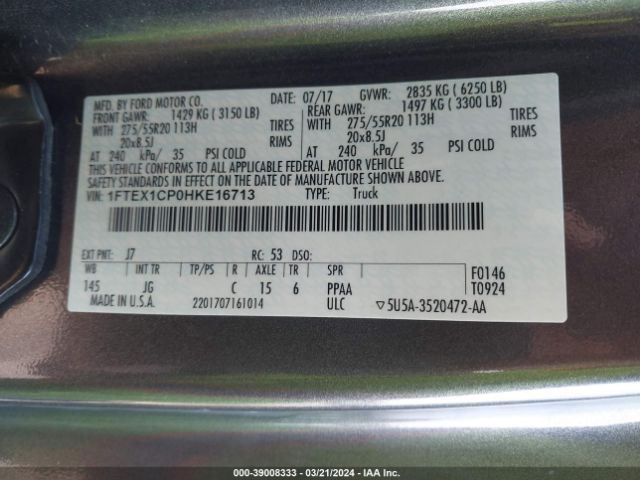 MFD. BY FORD MOTOR CO. DATE: 07/17 GVWR: 2835 KG ( 6250 LB)
FRONT GAWR: 1429 KG ( 3150 LB) REAR GAWR: 1497 KG ( 3300 LB)
WITH 275/55R20 113H TIRES WITH 275/55R20 113H TIRES
20x8.5J RIMS 20x8.5J RIMS
AT 240 kPa/ 35 PSI COLD AT 240 kPa/ 35 PSI COLD
THIS VEHICLE CONFORMS TO ALL APPLICABLE FEDERAL MOTOR VEHICLE
SAFETY STANDARDS IN EFFECT ON THE DATE OF MANUFACTURE SHOWN ABOVE.
VIN: 1FTEX1CP0HKE16713 TYPE: Truck
EXT PNT: J7 RC: 53 DSO:
WB INT TR TP/PS R AXLE TR SPR F0146
145 JG C 15 6 PPAA T0924
MADE IN U.S.A. 2201707161014 ULC ▽5U5A-3520472-AA
000-39008333 / 03/21/2024 / IAA Inc.